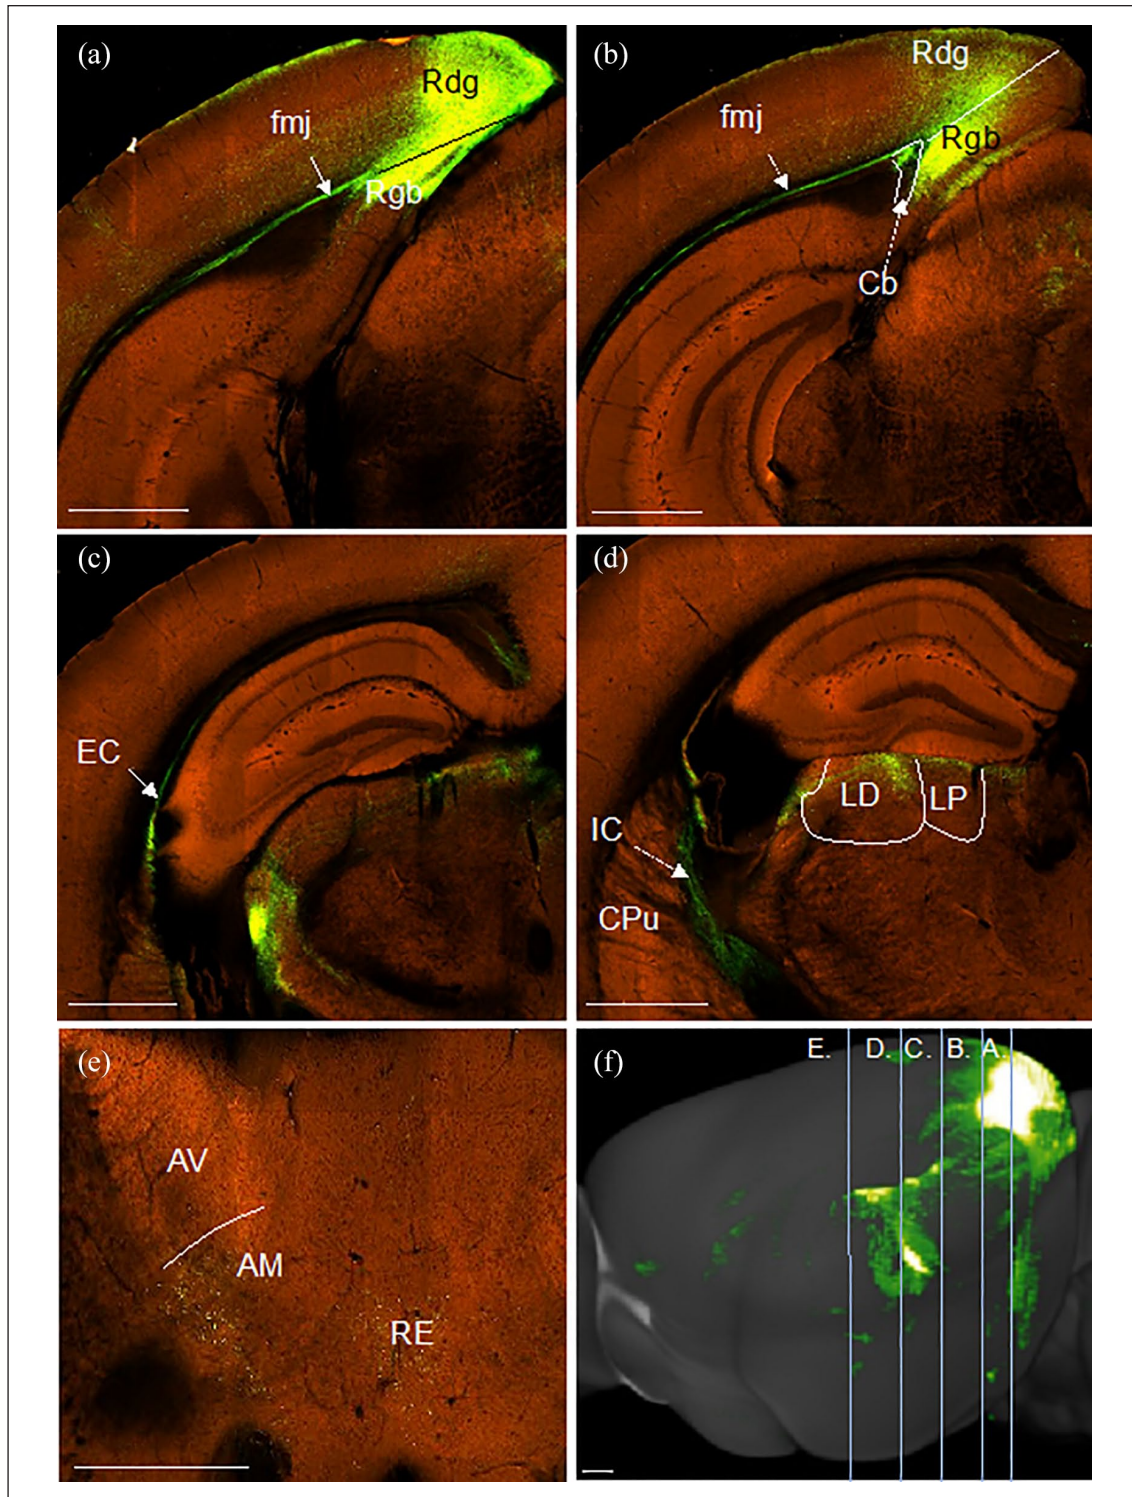 (a)
Rdg
fmj
Rgb
(b)
Rdg
fmj
Rgb
Cb
(c)
EC
(d)
LD
LP
IC
CPu
(e)
AV
AM
RE
(f)
E. D. C. B. A.